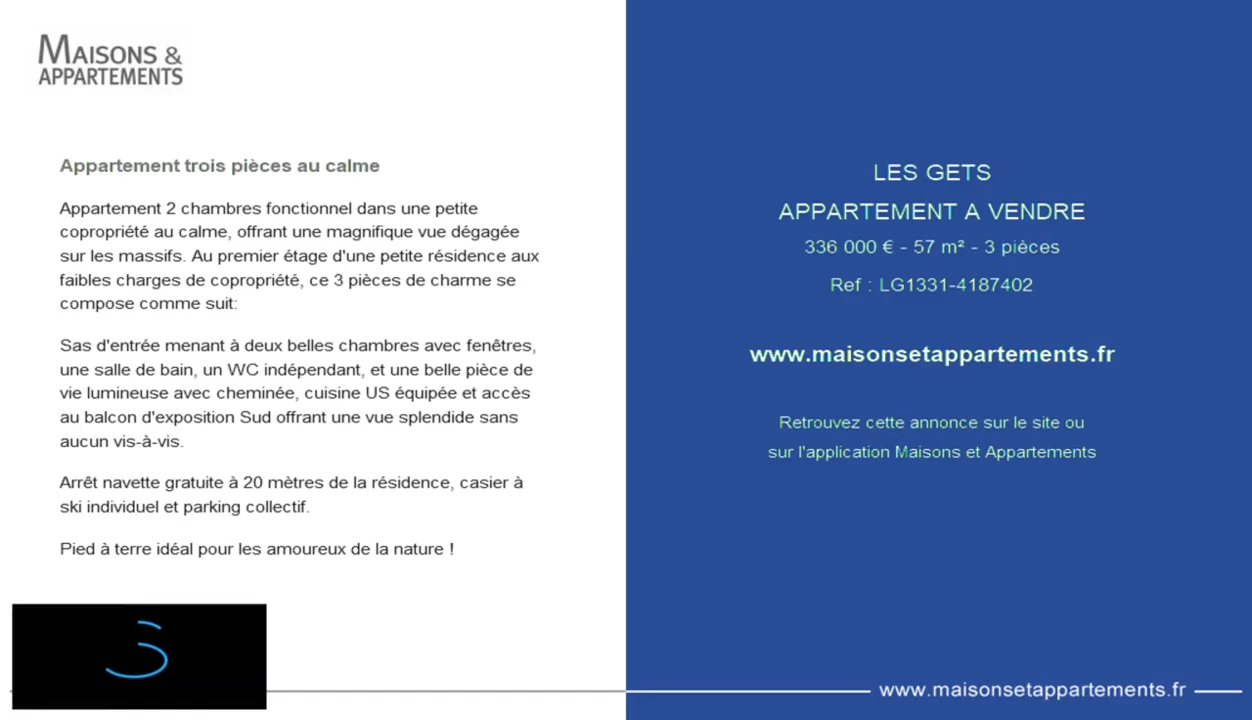 MAISONS &
APPARTEMENTS
Appartement trois pièces au calme
Appartement 2 chambres fonctionnel dans une petite
copropriété au calme, offrant une magnifique vue dégagée
sur les massifs. Au premier étage d'une petite résidence aux
faibles charges de copropriété, ce 3 pièces de charme se
compose comme suit:
Sas d'entrée menant à deux belles chambres avec fenêtres,
une salle de bain, un WC indépendant, et une belle pièce de
vie lumineuse avec cheminée, cuisine US équipée et accès
au balcon d'exposition Sud offrant une vue splendide sans
aucun vis-à-vis.
Arrêt navette gratuite à 20 mètres de la résidence, casier à
ski individuel et parking collectif.
Pied à terre idéal pour les amoureux de la nature !
LES GETS
APPARTEMENT A VENDRE
336 000 € - 57 m² - 3 pièces
Ref : LG1331-4187402
www.maisonsetappartements.fr
Retrouvez cette annonce sur le site ou
sur l'application Maisons et Appartements
www.maisonsetappartements.fr